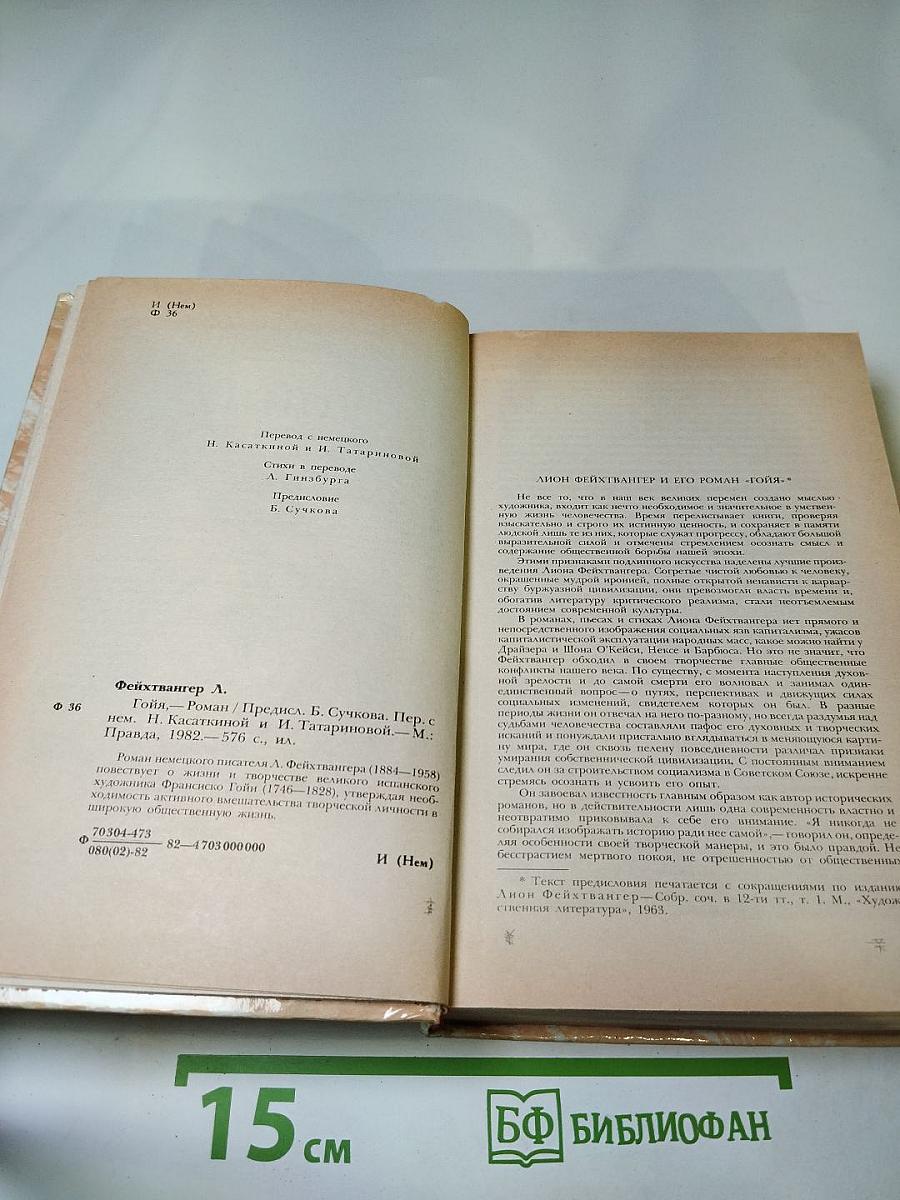 И (Нем)
Ф 36
Перевод с немецкого
Н. Касаткиной и И. Татариновой
Стихи в переводе
Л. Гинзбурга
Предисловие
Б. Сучкова
Фейхтвангер Л.
Ф 36
Гойя,— Роман / Предисл. Б. Сучкова. Пер. с
нем. Н. Касаткиной и И. Татариновой.— М.:
Правда, 1982.— 576 с., ил.
Роман немецкого писателя Л. Фейхтвангера (1884—1958)
повествует о жизни и творчестве великого испанского
художника Франсиско Гойи (1746—1828), утверждая необ-
ходимость активного вмешательства творческой личности в
широкую общественную жизнь.
70304-473
Ф 82—4703000000
080(02)-82
И (Нем)
ЛИОН ФЕЙХТВАНГЕР И ЕГО РОМАН «ГОЙЯ»*
Не все то, что в наш век великих перемен создано мыслью
художника, входит как нечто необходимое и значительное в умствен-
ную жизнь человечества. Время перелистывает книги, проверяя
взыскательно и строго их истинную ценность, и сохраняет в памяти
людской лишь те из них, которые служат прогрессу, обладают большой
выразительной силой и отмечены стремлением осознать смысл и
содержание общественной борьбы нашей эпохи.
Этими признаками подлинного искусства наделены лучшие произ-
ведения Лиона Фейхтвангера. Согретые чистой любовью к человеку,
окрашенные мудрой иронией, полные открытой ненависти к варвар-
ству буржуазной цивилизации, они превозмогли власть времени и,
обогатив литературу критического реализма, стали неотъемлемым
достоянием современной культуры.
В романах, пьесах и стихах Лиона Фейхтвангера нет прямого и
непосредственного изображения социальных язв капитализма, ужасов
капиталистической эксплуатации народных масс, какое можно найти у
Драйзера и Шона О'Кейси, Нексе и Барбюса. Но это не значит, что
Фейхтвангер обходил в своем творчестве главные общественные
конфликты нашего века. По существу, с момента наступления духов-
ной зрелости и до самой смерти его волновал и занимал один-
единственный вопрос — о путях, перспективах и движущих силах
социальных изменений, свидетелем которых он был. В разные
периоды жизни он отвечал на него по-разному, но всегда раздумья над
судьбами человечества составляли пафос его духовных и творческих
исканий и понуждали пристально вглядываться в меняющуюся карти-
ну мира, где он сквозь пелену повседневности различал признаки
умирания собственнической цивилизации. С постоянным вниманием
следил он за строительством социализма в Советском Союзе, искренне
стремясь осознать и усвоить его опыт.
Он завоевал известность главным образом как автор исторических
романов, но в действительности лишь одна современность властно и
неотвратимо приковывала к себе его внимание. «Я никогда не
собирался изображать историю ради нее самой»,— говорил он, опреде-
ляя особенности своей творческой манеры, и это было правдой. Не
бесстрастием мертвого покоя, не отрешенностью от общественных
* Текст предисловия печатается с сокращениями по изданию
Лион Фейхтвангер — Собр. соч. в 12-ти тт., т. 1. М., «Худож
ственная литература», 1963.
15 см
БФ БИБЛИОФАН